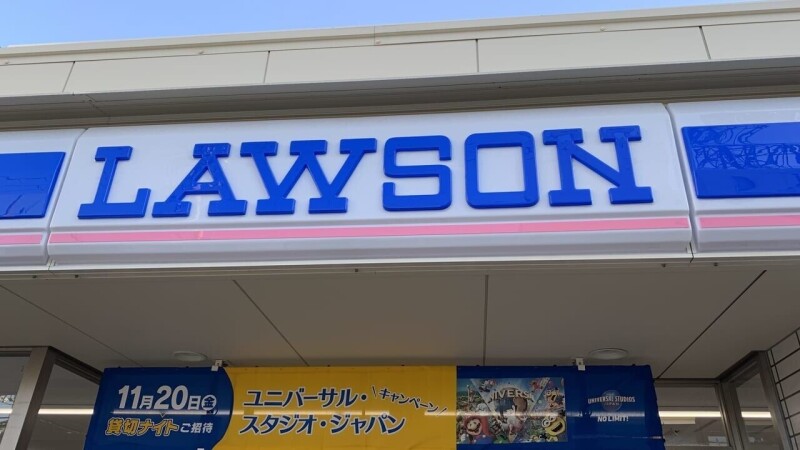 LAWSON
11月20日金
貸切ナイトご招待
ユニバーサル・
スタジオ・ジャパン
キャンペーン
UNIVERS
UNIVERSAL STUDIOS
JAPAN
NO LIMIT!